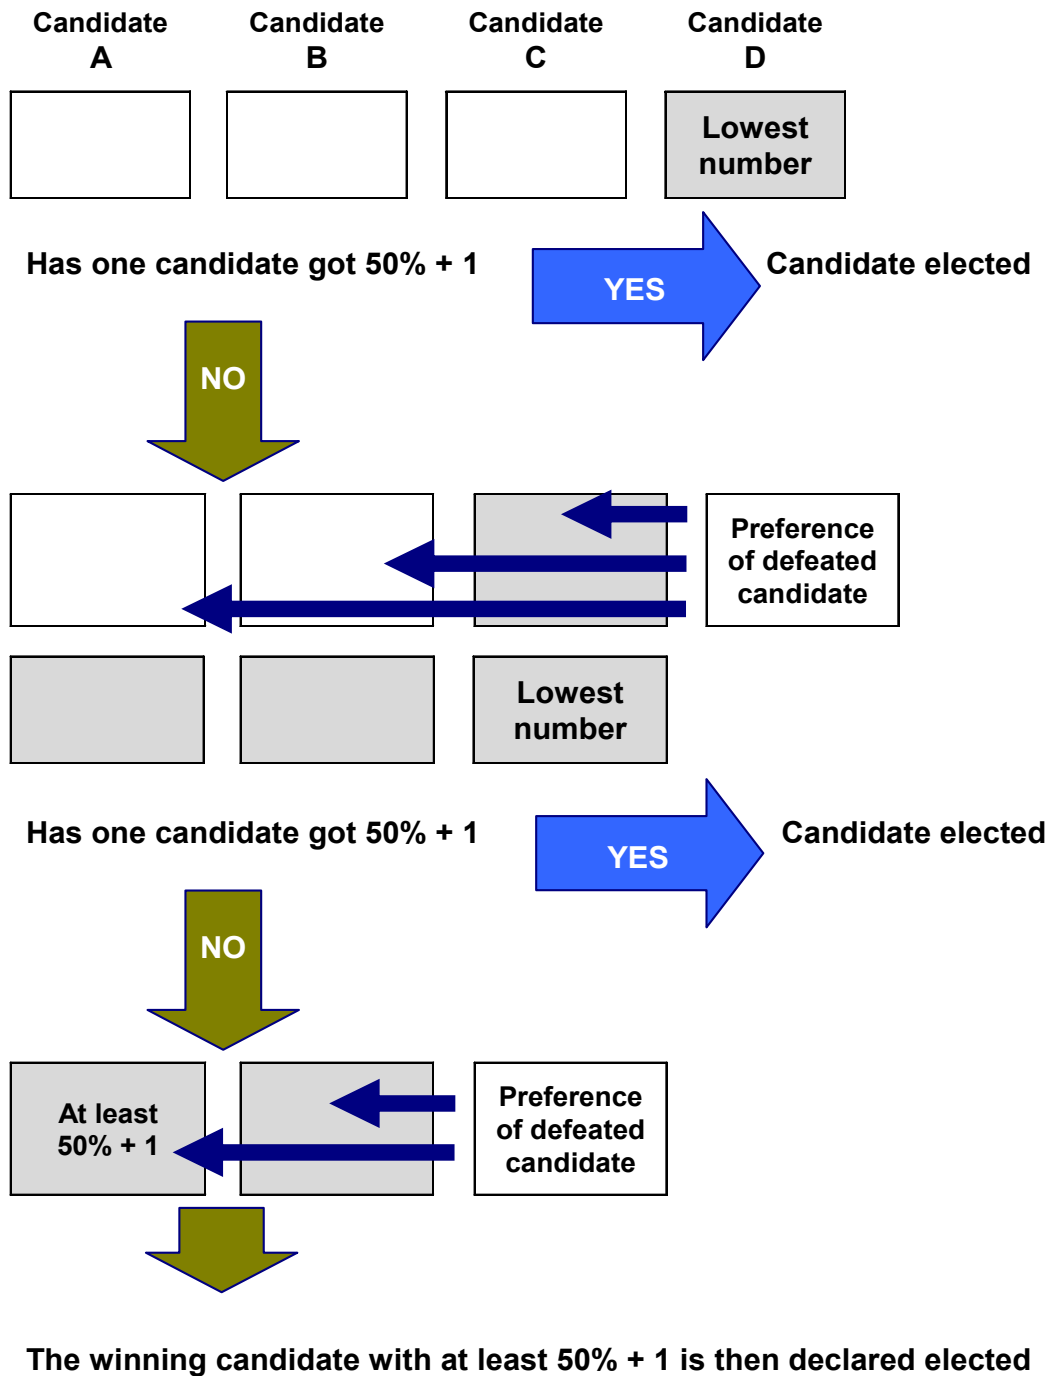 Candidate A
Candidate B
Candidate C
Candidate D
Lowest
number
Has one candidate got 50% + 1
YES
Candidate elected
NO
Preference
of defeated
candidate
Lowest
number
Has one candidate got 50% + 1
YES
Candidate elected
NO
At least
50% + 1
Preference
of defeated
candidate
The winning candidate with at least 50% + 1 is then declared elected